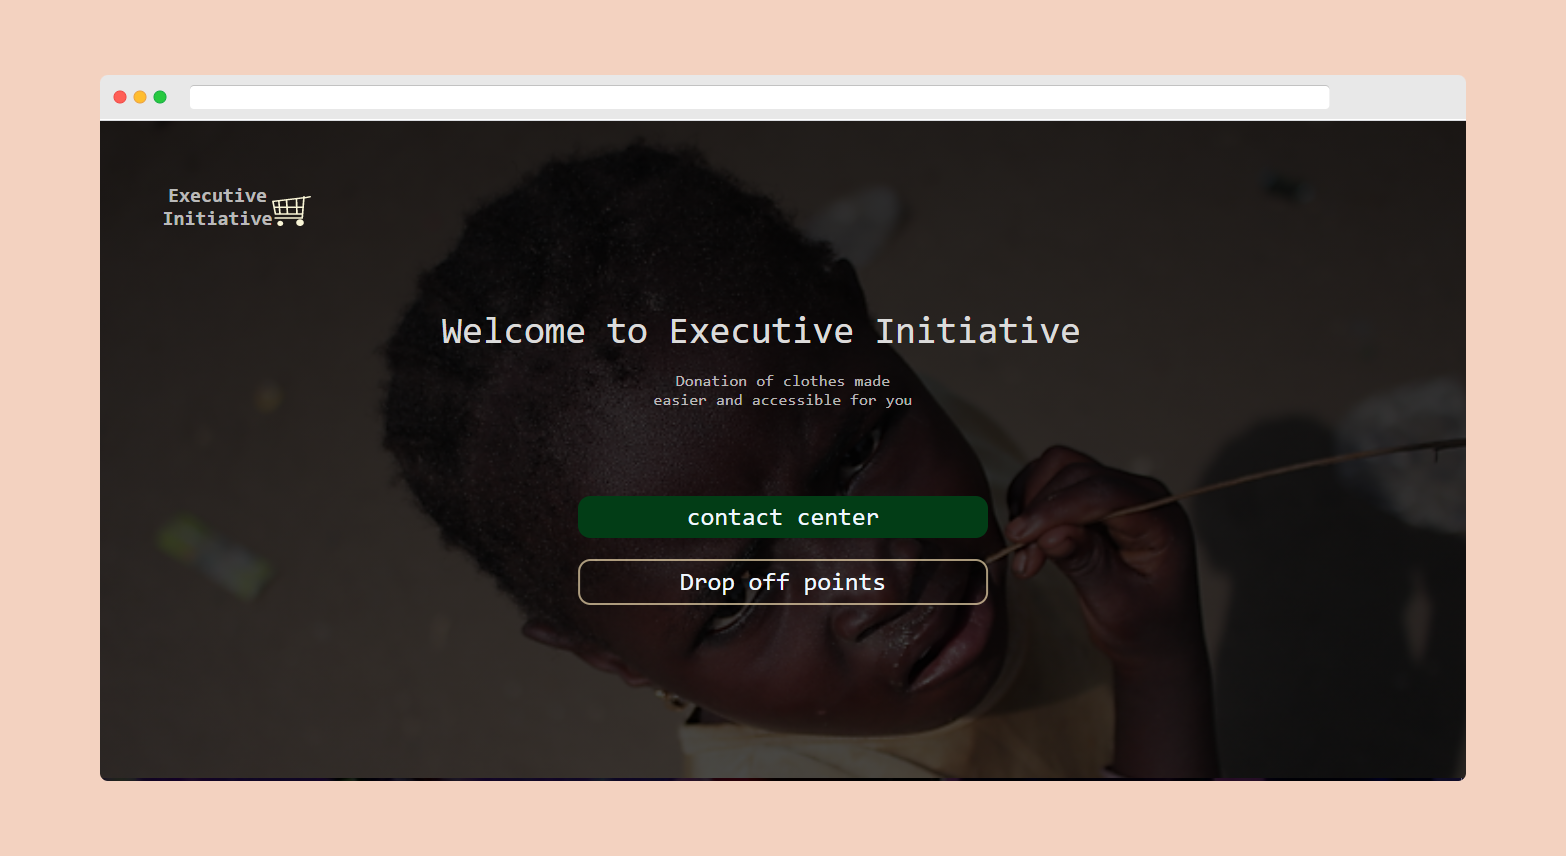 Executive
Initiative
Welcome to Executive Initiative
Donation of clothes made
easier and accessible for you
contact center
Drop off points